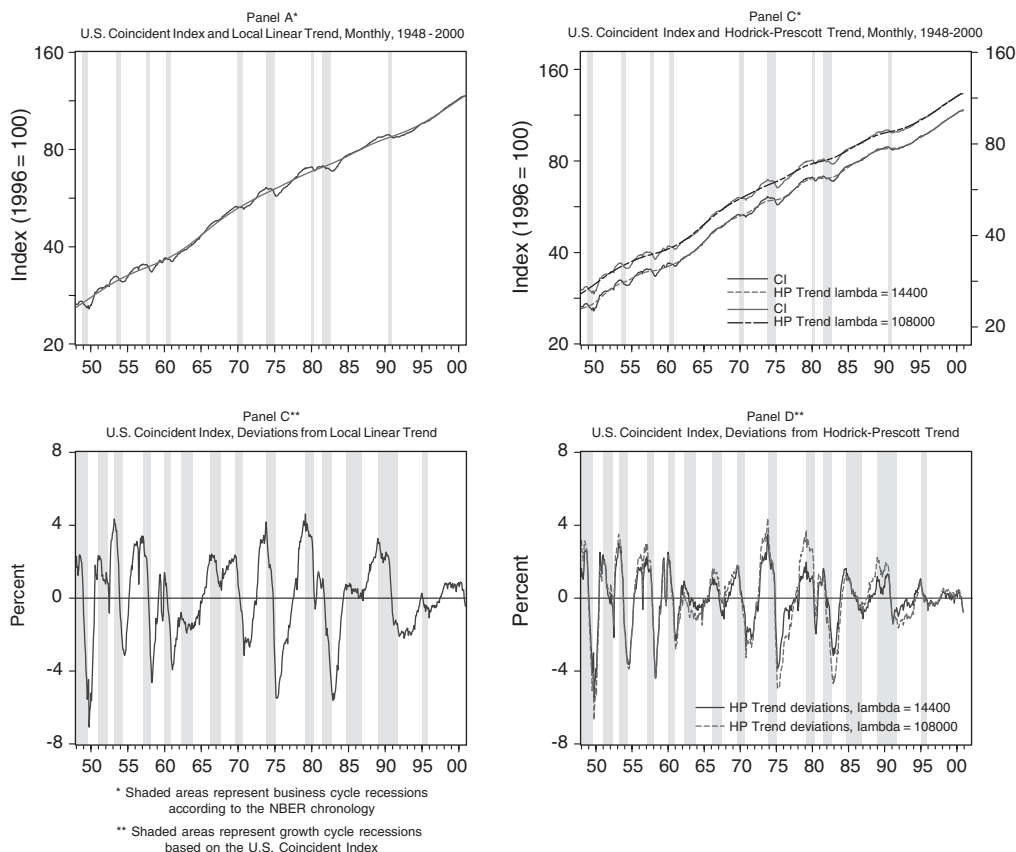 Panel A*
U.S. Coincident Index and Local Linear Trend, Monthly, 1948 - 2000
160
80
40
20
Index (1996 = 100)
50 55 60 65 70 75 80 85 90 95 00
Panel C*
U.S. Coincident Index and Hodrick-Prescott Trend, Monthly, 1948-2000
160
80
40
20
Index (1996 = 100)
160
80
40
20
CI
HP Trend lambda = 14400
CI
HP Trend lambda = 108000
50 55 60 65 70 75 80 85 90 95 00
Panel C**
U.S. Coincident Index, Deviations from Local Linear Trend
8
4
0
-4
-8
Percent
50 55 60 65 70 75 80 85 90 95 00
Panel D**
U.S. Coincident Index, Deviations from Hodrick-Prescott Trend
8
4
0
-4
-8
Percent
HP Trend deviations, lambda = 14400
HP Trend deviations, lambda = 108000
50 55 60 65 70 75 80 85 90 95 00
* Shaded areas represent business cycle recessions
according to the NBER chronology
** Shaded areas represent growth cycle recessions
based on the U.S. Coincident Index